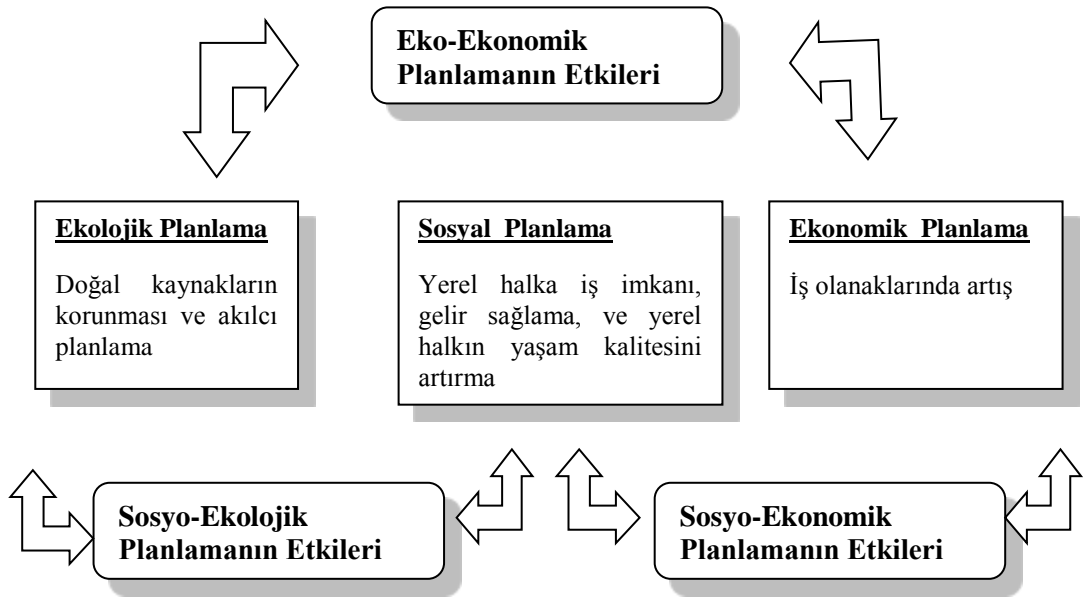 Eko-Ekonomik
Planlamanın Etkileri
Ekolojik Planlama
Doğal kaynakların
korunması ve akılcı
planlama
Sosyal Planlama
Yerel halka iş imkanı,
gelir sağlama, ve yerel
halkın yaşam kalitesini
artırma
Ekonomik Planlama
İş olanaklarında artış
Sosyo-Ekolojik
Planlamanın Etkileri
Sosyo-Ekonomik
Planlamanın Etkileri